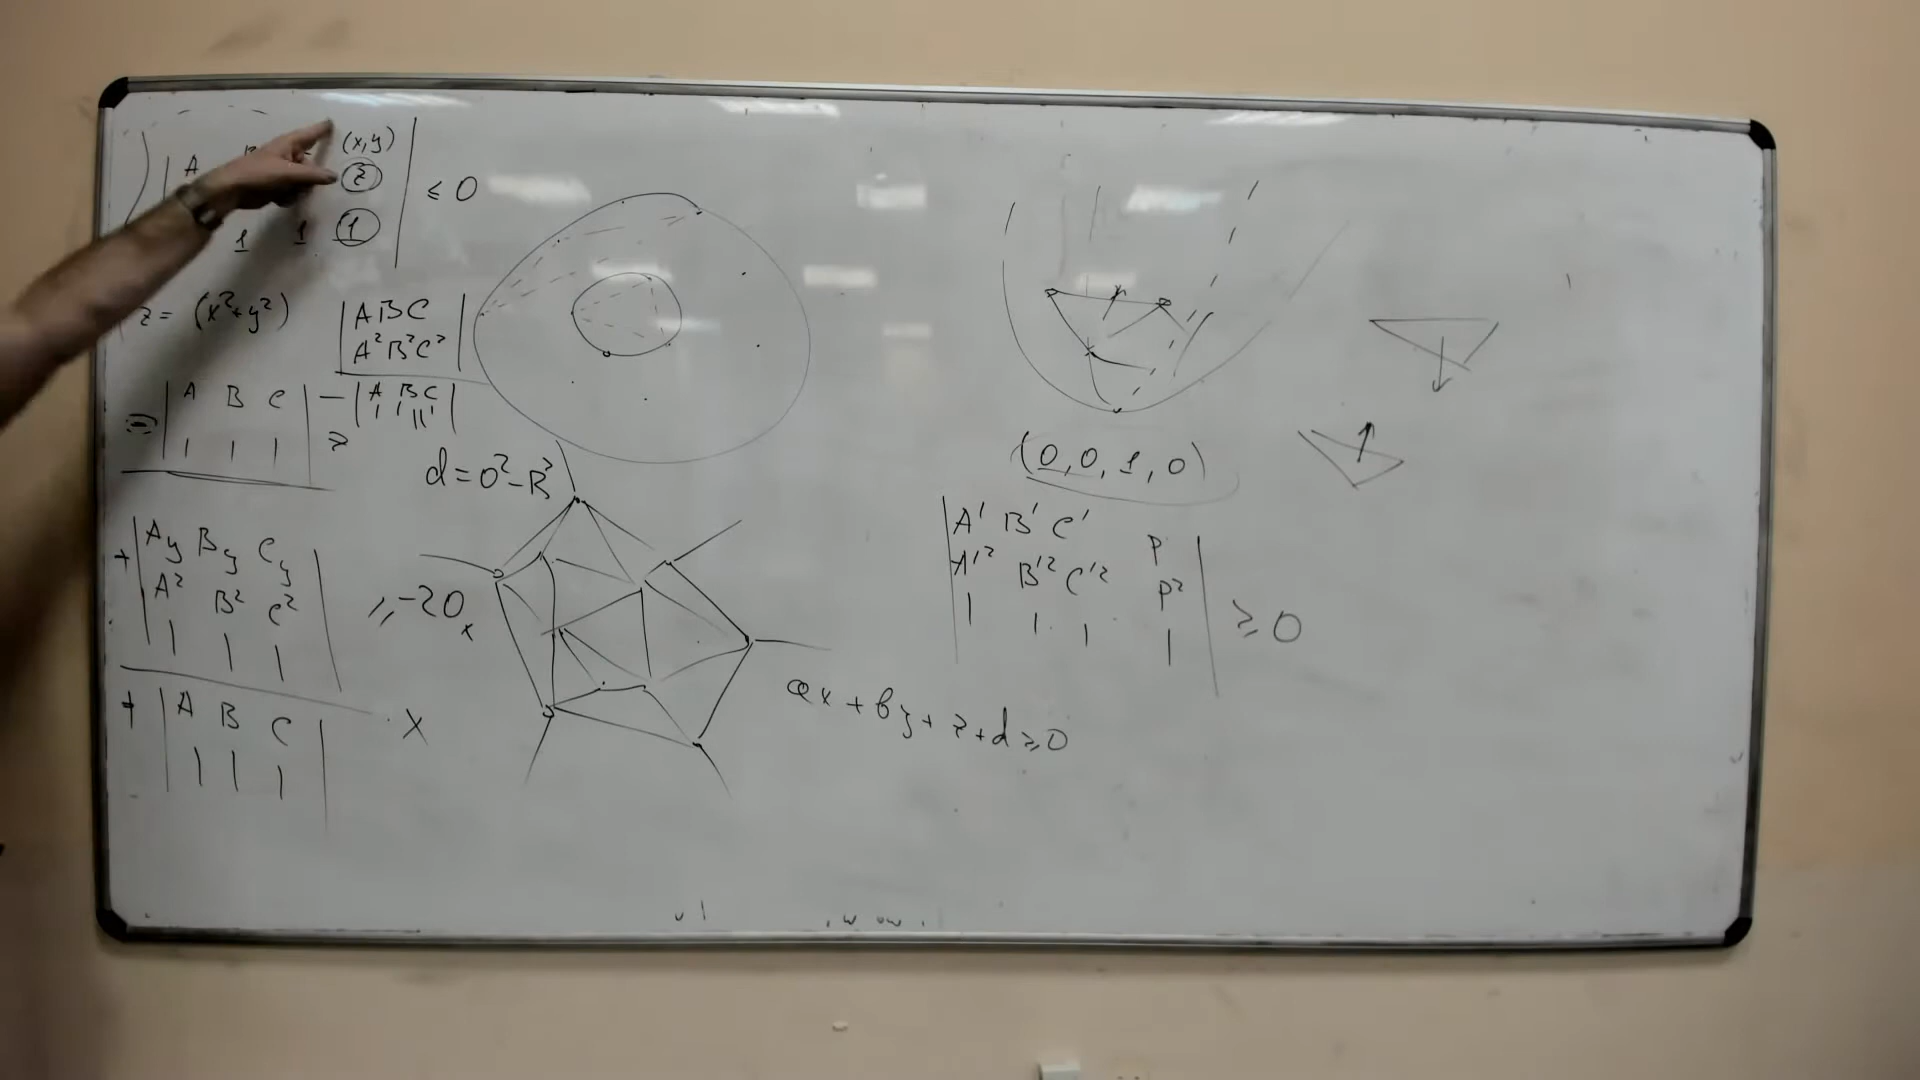 (x,y)
A z
1 1 1
≤ 0
z = (x²+y²)
| A B C |
| A² B² C² |
| A B C | − | A B C |
| 1 1 1 | | 1 1 1 |
d = O² − R²
+ | Ay By Cy |
| A² B² C² | ≥ −2Ox
| 1 1 1 |
+ | A B C | · x
| 1 1 1 |
(0, 0, 1, 0)
| A' B' C' P |
| A'² B'² C'² P² | ≥ 0
| 1 1 1 1 |
ax + by + z + d ≥ 0